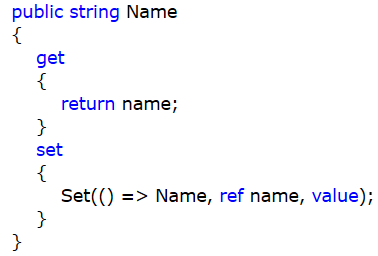 public string Name
{
get
{
return name;
}
set
{
Set(() => Name, ref name, value);
}
}